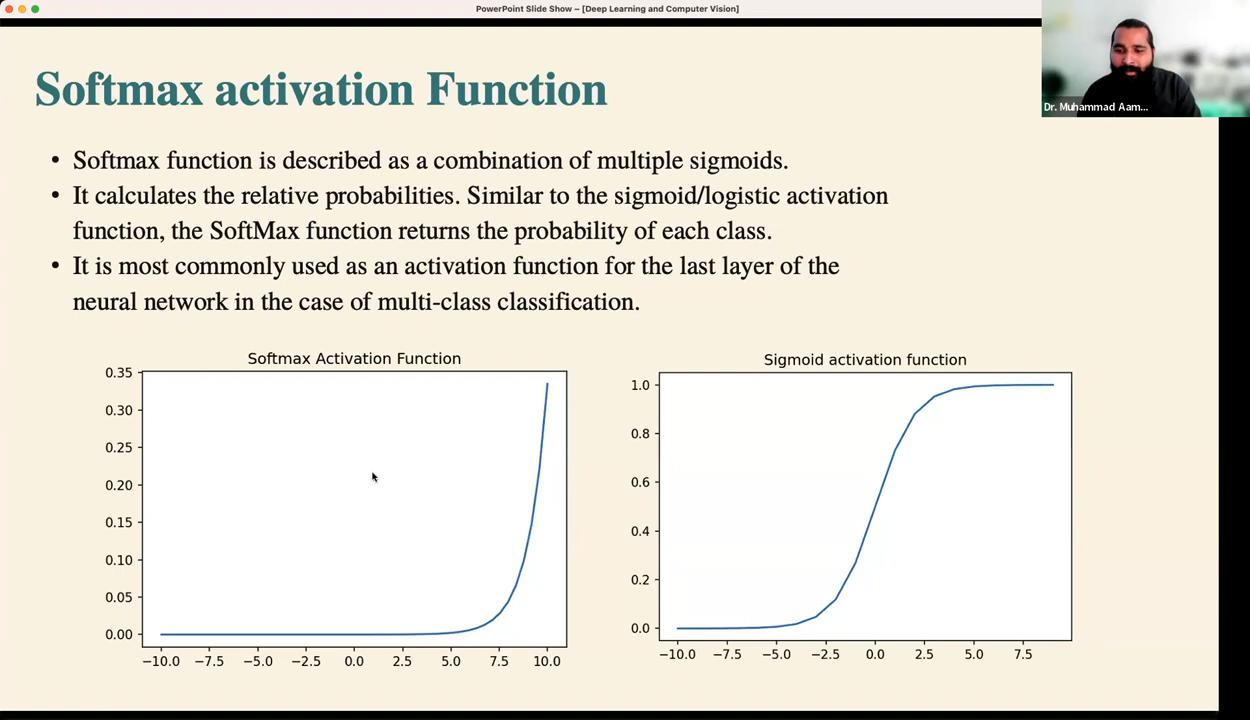 PowerPoint Slide Show – [Deep Learning and Computer Vision]
Dr. Muhammad Aam...
Softmax activation Function
• Softmax function is described as a combination of multiple sigmoids.
• It calculates the relative probabilities. Similar to the sigmoid/logistic activation
function, the SoftMax function returns the probability of each class.
• It is most commonly used as an activation function for the last layer of the
neural network in the case of multi-class classification.
Softmax Activation Function
0.35
0.30
0.25
0.20
0.15
0.10
0.05
0.00
−10.0 −7.5 −5.0 −2.5 0.0 2.5 5.0 7.5 10.0
Sigmoid activation function
1.0
0.8
0.6
0.4
0.2
0.0
−10.0 −7.5 −5.0 −2.5 0.0 2.5 5.0 7.5